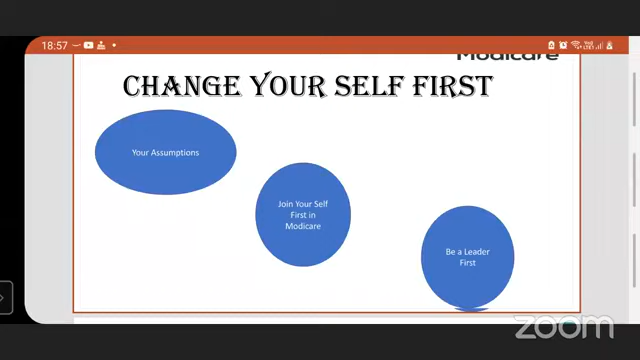 18:57
Modicare
CHANGE YOUR SELF FIRST
Your Assumptions
Join Your Self
First in
Modicare
Be a Leader
First
zoom